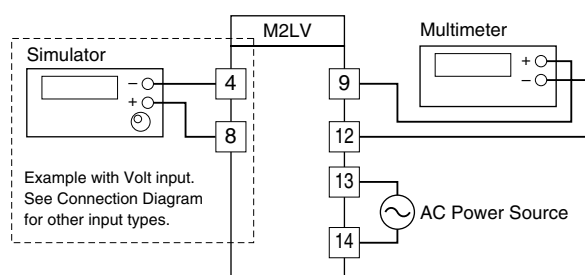 M2LV
Simulator
Multimeter
−
+
4
8
9
12
13
14
+
−
Example with Volt input.
See Connection Diagram
for other input types.
AC Power Source